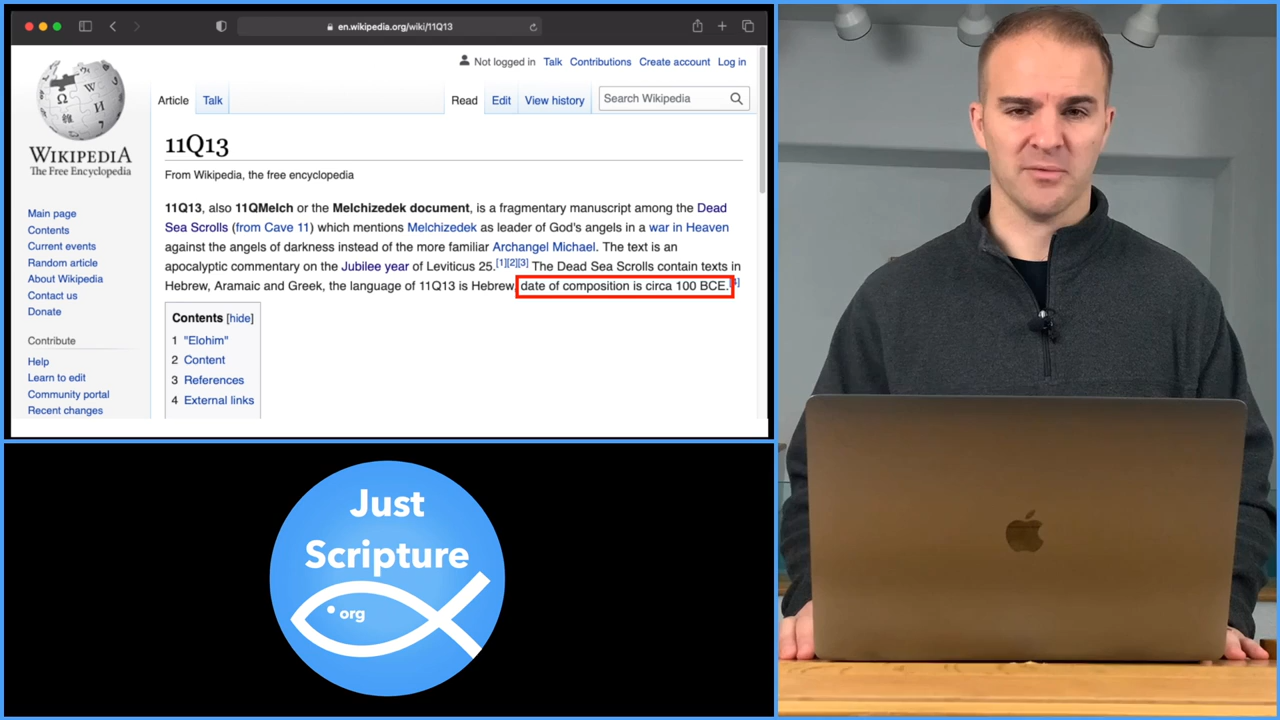 en.wikipedia.org/wiki/11Q13
Not logged in Talk Contributions Create account Log in
Article Talk Read Edit View history Search Wikipedia
WIKIPEDIA
The Free Encyclopedia
Main page
Contents
Current events
Random article
About Wikipedia
Contact us
Donate
Contribute
Help
Learn to edit
Community portal
Recent changes
11Q13
From Wikipedia, the free encyclopedia
11Q13, also 11QMelch or the Melchizedek document, is a fragmentary manuscript among the Dead
Sea Scrolls (from Cave 11) which mentions Melchizedek as leader of God's angels in a war in Heaven
against the angels of darkness instead of the more familiar Archangel Michael. The text is an
apocalyptic commentary on the Jubilee year of Leviticus 25.[1][2][3] The Dead Sea Scrolls contain texts in
Hebrew, Aramaic and Greek, the language of 11Q13 is Hebrew, date of composition is circa 100 BCE.
Contents [hide]
1 "Elohim"
2 Content
3 References
4 External links
Just
Scripture
org